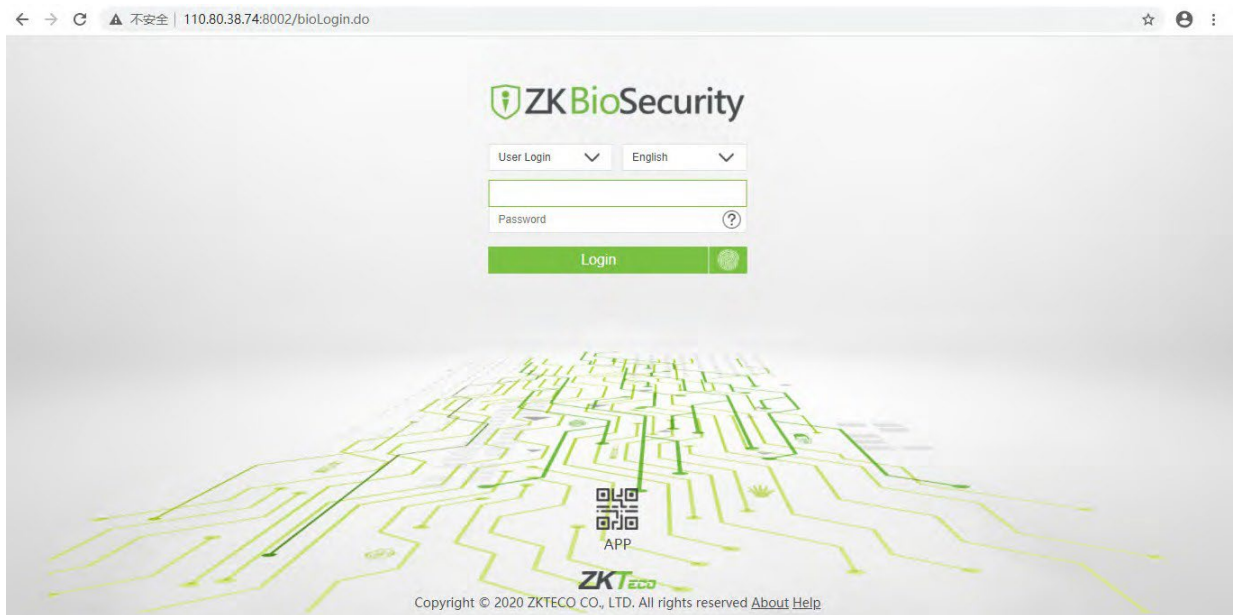 不安全 110.80.38.74:8002/bioLogin.do
ZKBioSecurity
User Login English
Password ?
Login
APP
ZKTECO
Copyright © 2020 ZKTECO CO., LTD. All rights reserved About Help